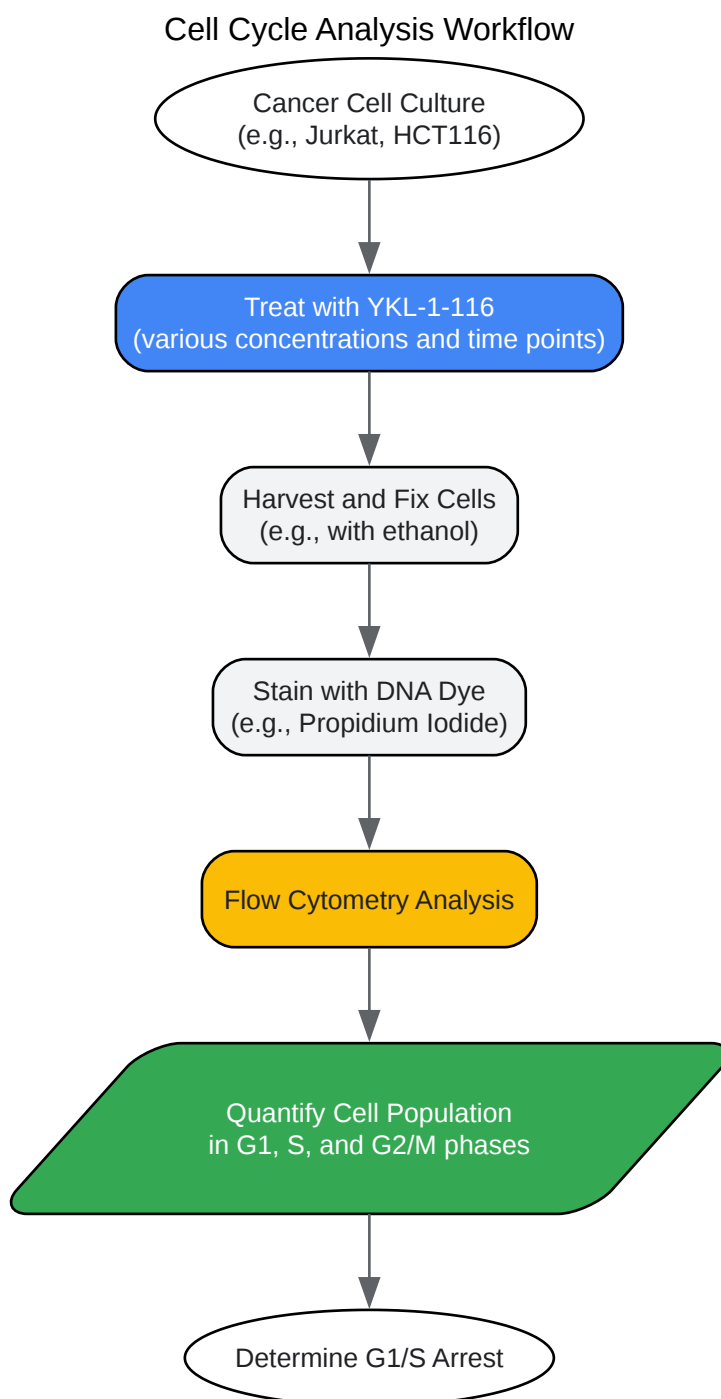 Cell Cycle Analysis Workflow
Cancer Cell Culture
(e.g., Jurkat, HCT116)
Treat with YKL-1-116
(various concentrations and time points)
Harvest and Fix Cells
(e.g., with ethanol)
Stain with DNA Dye
(e.g., Propidium Iodide)
Flow Cytometry Analysis
Quantify Cell Population
in G1, S, and G2/M phases
Determine G1/S Arrest